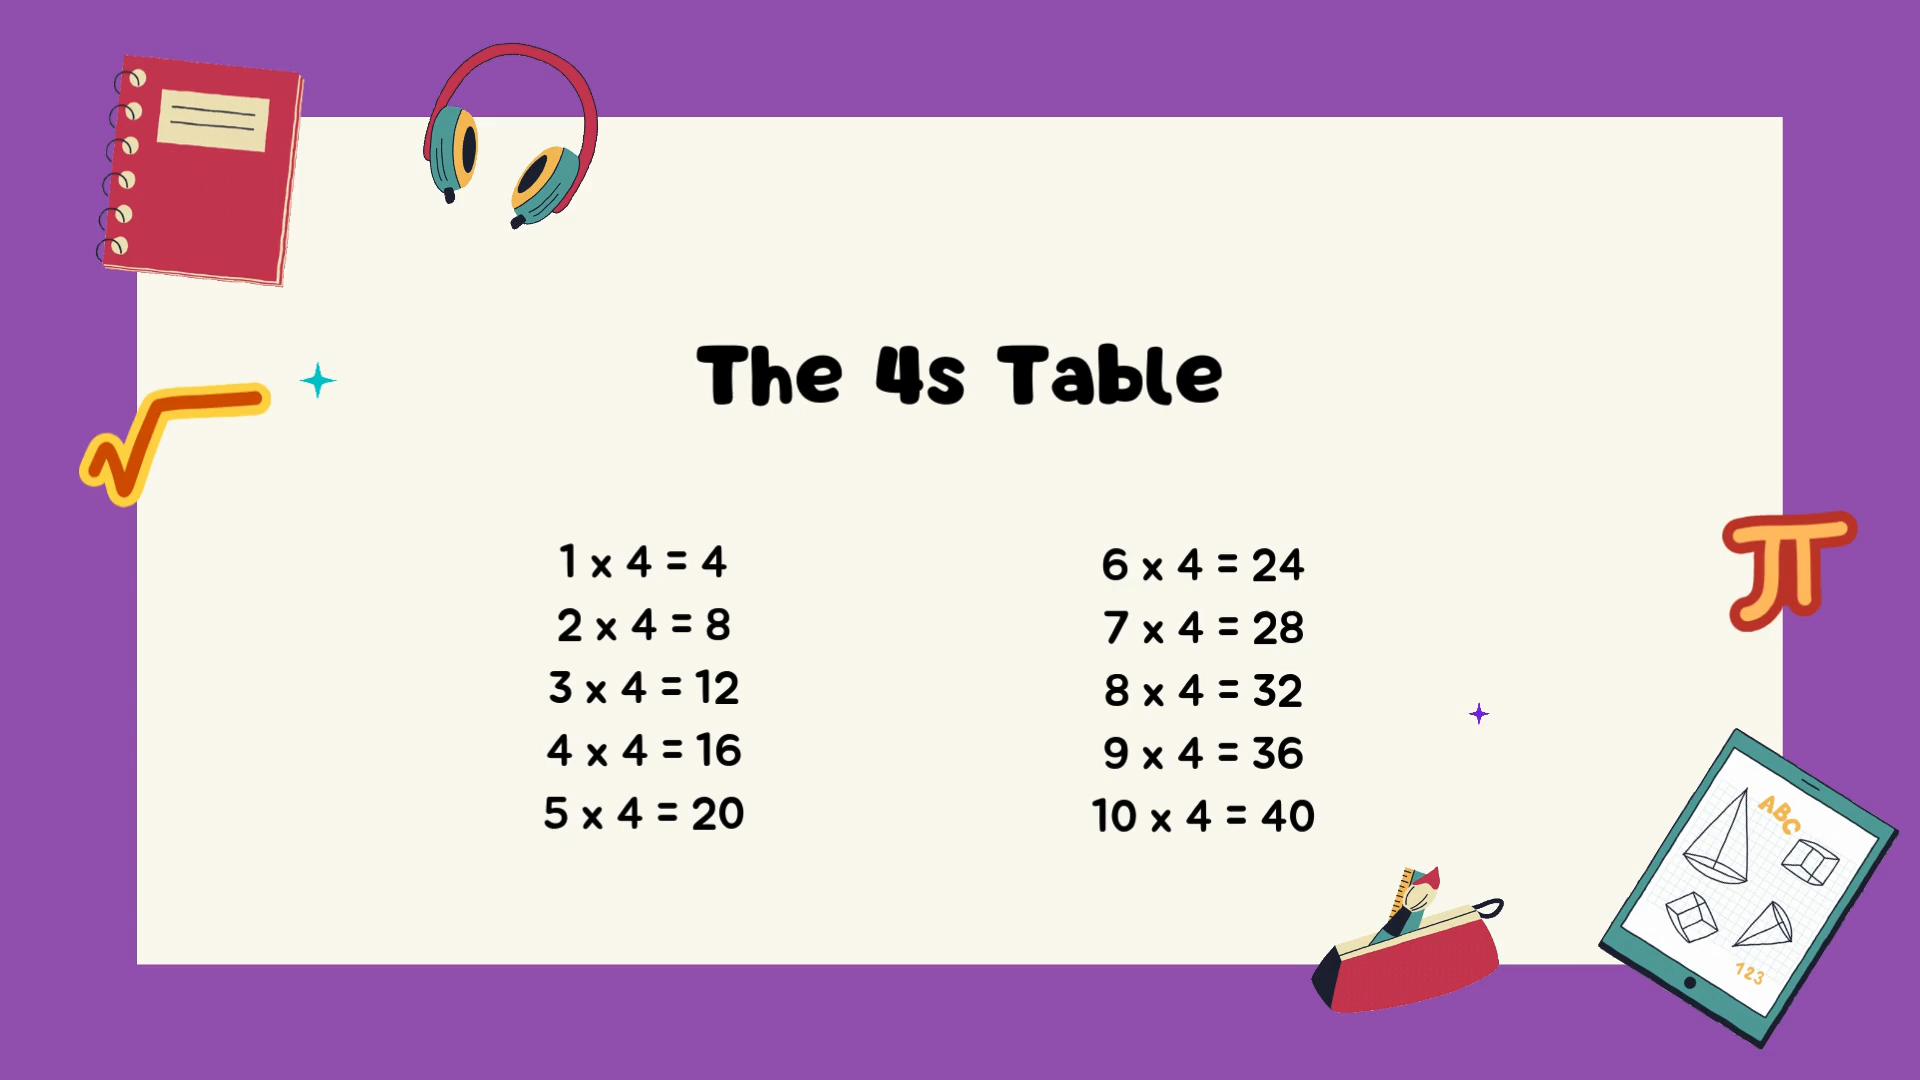 The 4s Table
1 x 4 = 4
2 x 4 = 8
3 x 4 = 12
4 x 4 = 16
5 x 4 = 20
6 x 4 = 24
7 x 4 = 28
8 x 4 = 32
9 x 4 = 36
10 x 4 = 40
√
π
ABC
123